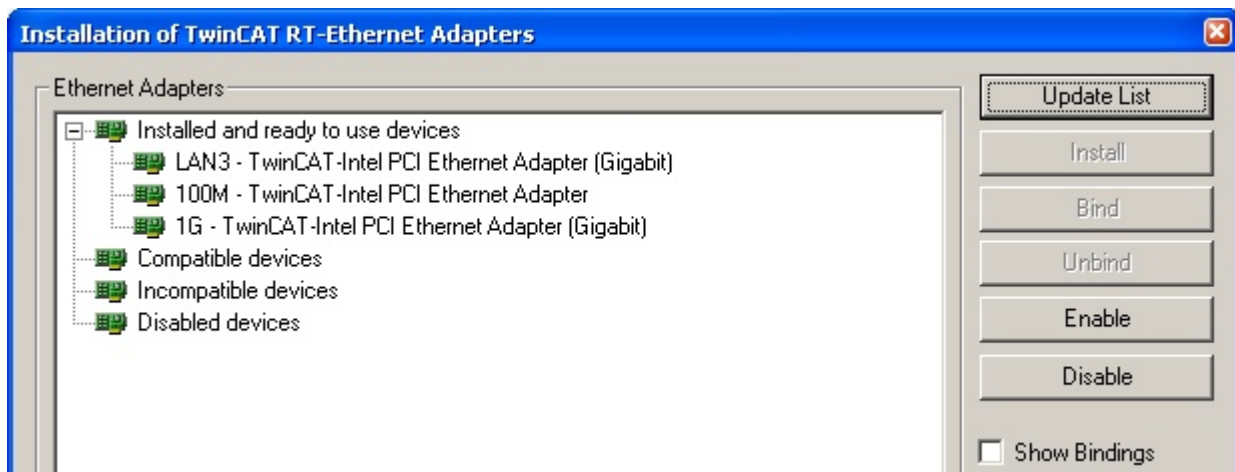 Installation of TwinCAT RT-Ethernet Adapters
Ethernet Adapters
Installed and ready to use devices
LAN3 - TwinCAT-Intel PCI Ethernet Adapter (Gigabit)
100M - TwinCAT-Intel PCI Ethernet Adapter
1G - TwinCAT-Intel PCI Ethernet Adapter (Gigabit)
Compatible devices
Incompatible devices
Disabled devices
Update List
Install
Bind
Unbind
Enable
Disable
Show Bindings